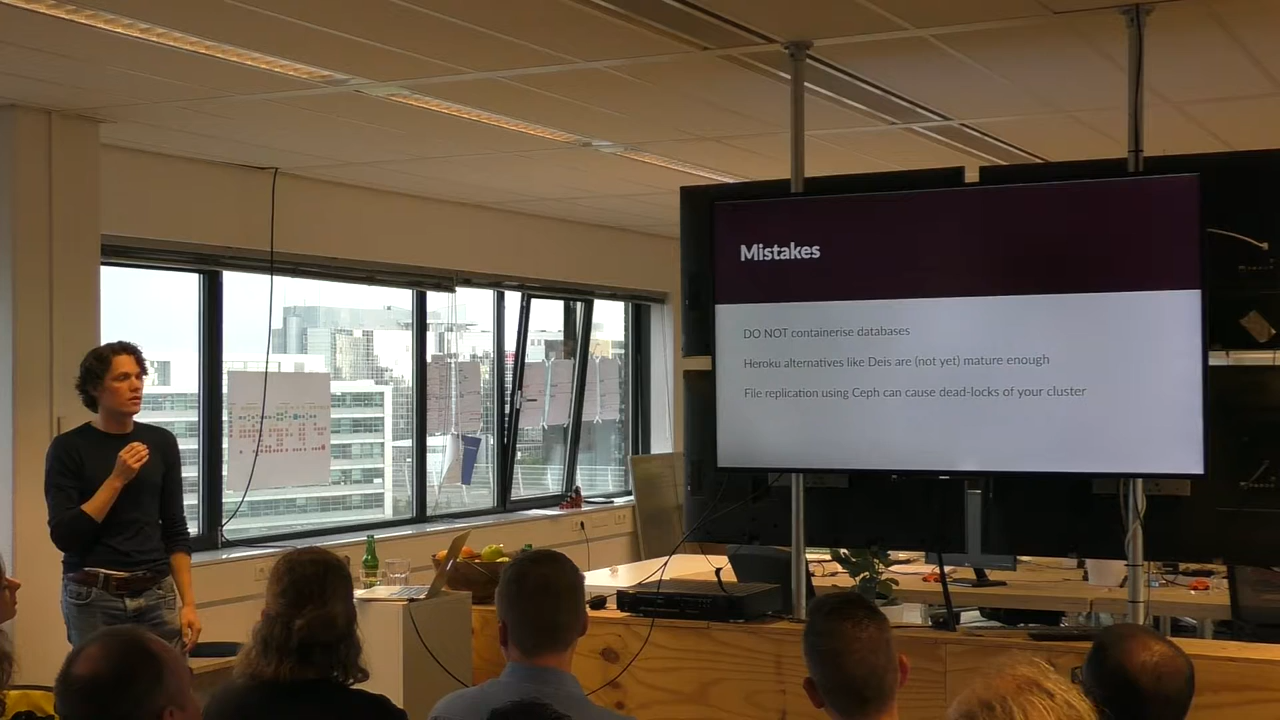 Mistakes
DO NOT containerise databases
Heroku alternatives like Deis are (not yet) mature enough
File replication using Ceph can cause dead-locks of your cluster